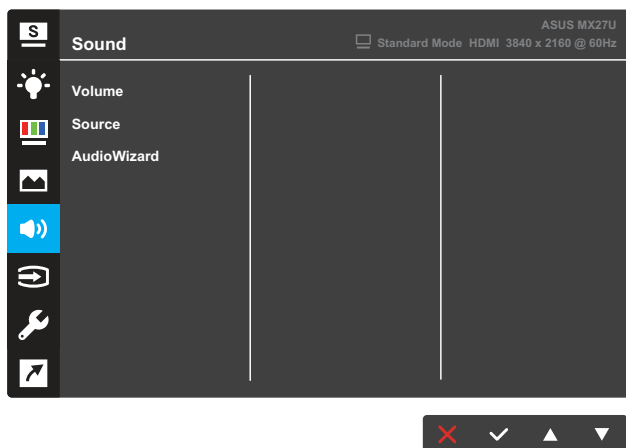 S
ASUS MX27U
Sound
Standard Mode HDMI 3840 x 2160 @ 60Hz
Volume
Source
AudioWizard